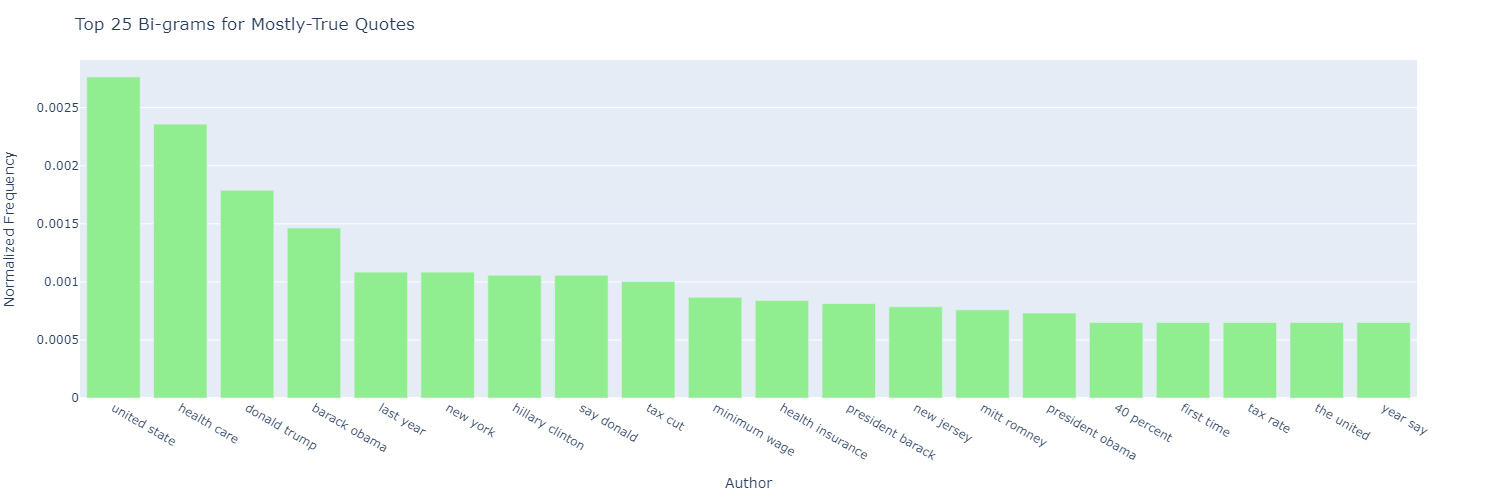 Top 25 Bi-grams for Mostly-True Quotes
Normalized Frequency
0.0025
0.002
0.0015
0.001
0.0005
0
united state
health care
donald trump
barack obama
last year
new york
hillary clinton
say donald
tax cut
minimum wage
health insurance
president barack
new jersey
mitt romney
president obama
40 percent
first time
tax rate
the united
year say
Author